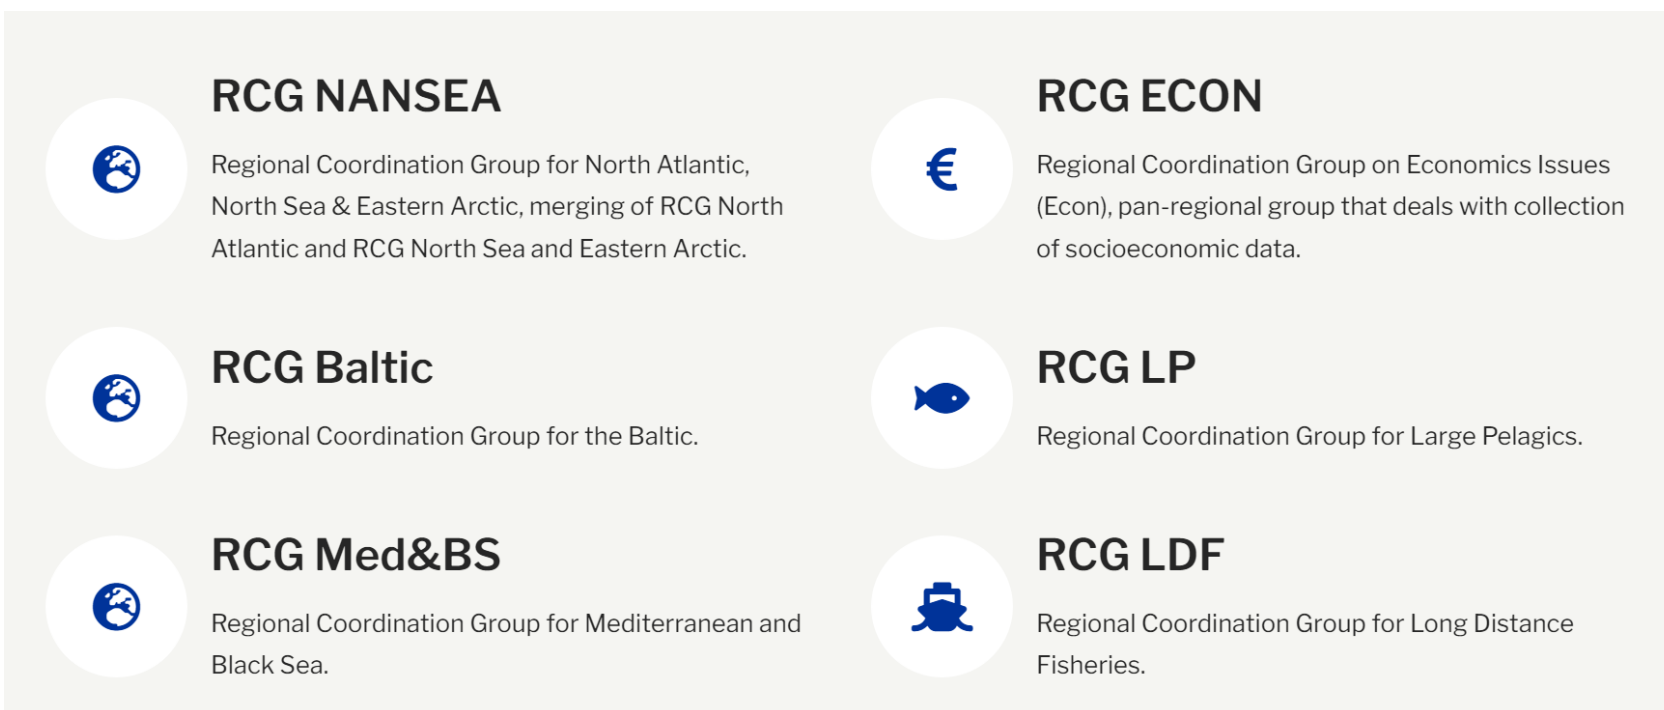 RCG NANSEA
Regional Coordination Group for North Atlantic,
North Sea & Eastern Arctic, merging of RCG North
Atlantic and RCG North Sea and Eastern Arctic.
RCG Baltic
Regional Coordination Group for the Baltic.
RCG Med&BS
Regional Coordination Group for Mediterranean and
Black Sea.
€
RCG ECON
Regional Coordination Group on Economics Issues
(Econ), pan-regional group that deals with collection
of socioeconomic data.
RCG LP
Regional Coordination Group for Large Pelagics.
RCG LDF
Regional Coordination Group for Long Distance
Fisheries.